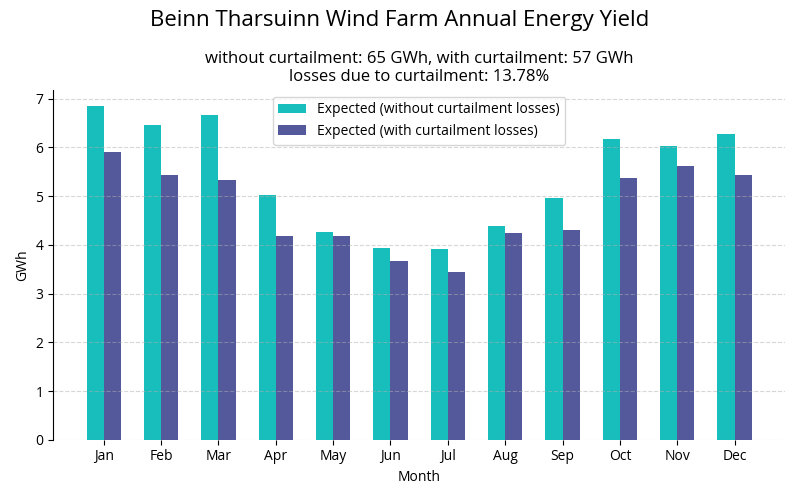 Beinn Tharsuinn Wind Farm Annual Energy Yield
without curtailment: 65 GWh, with curtailment: 57 GWh
losses due to curtailment: 13.78%
Expected (without curtailment losses)
Expected (with curtailment losses)
GWh
7
6
5
4
3
2
1
0
Jan Feb Mar Apr May Jun Jul Aug Sep Oct Nov Dec
Month